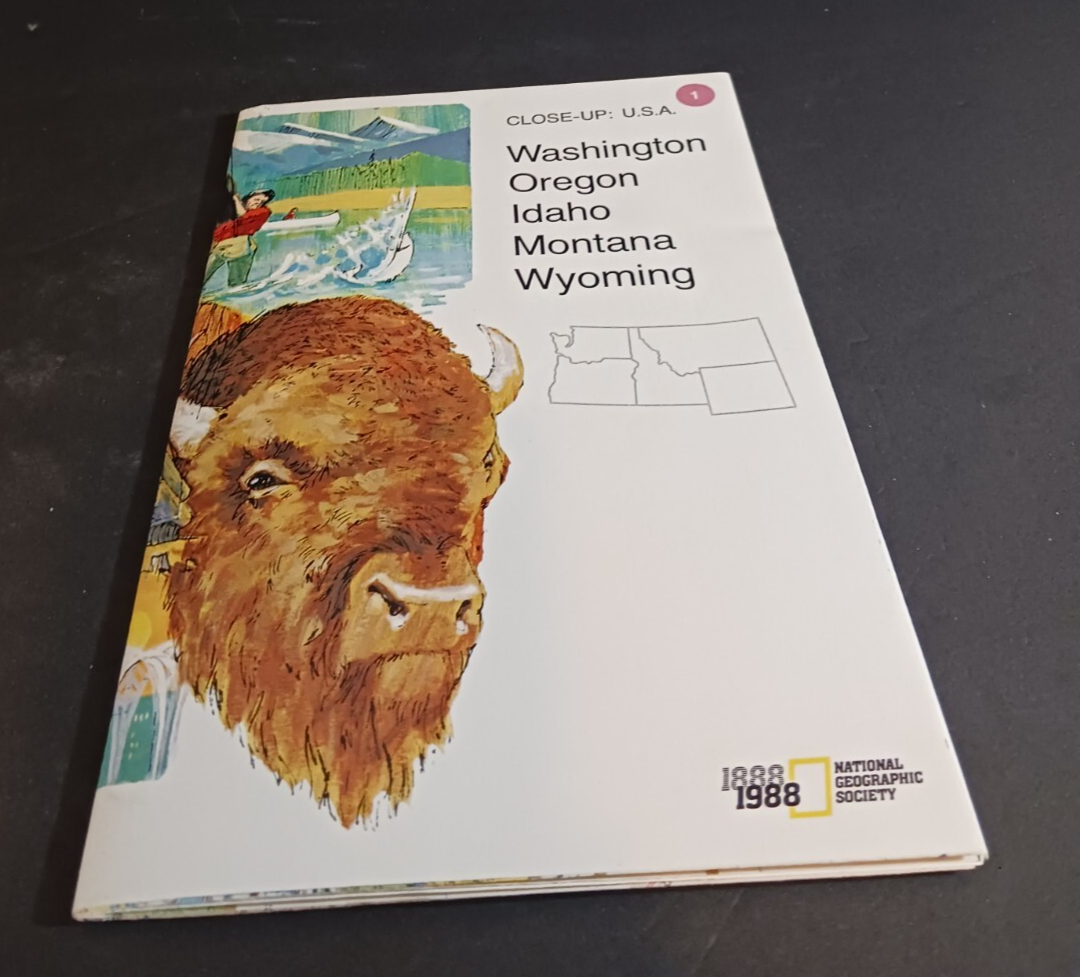 1
CLOSE-UP: U.S.A.
Washington
Oregon
Idaho
Montana
Wyoming
1888
1988
NATIONAL
GEOGRAPHIC
SOCIETY